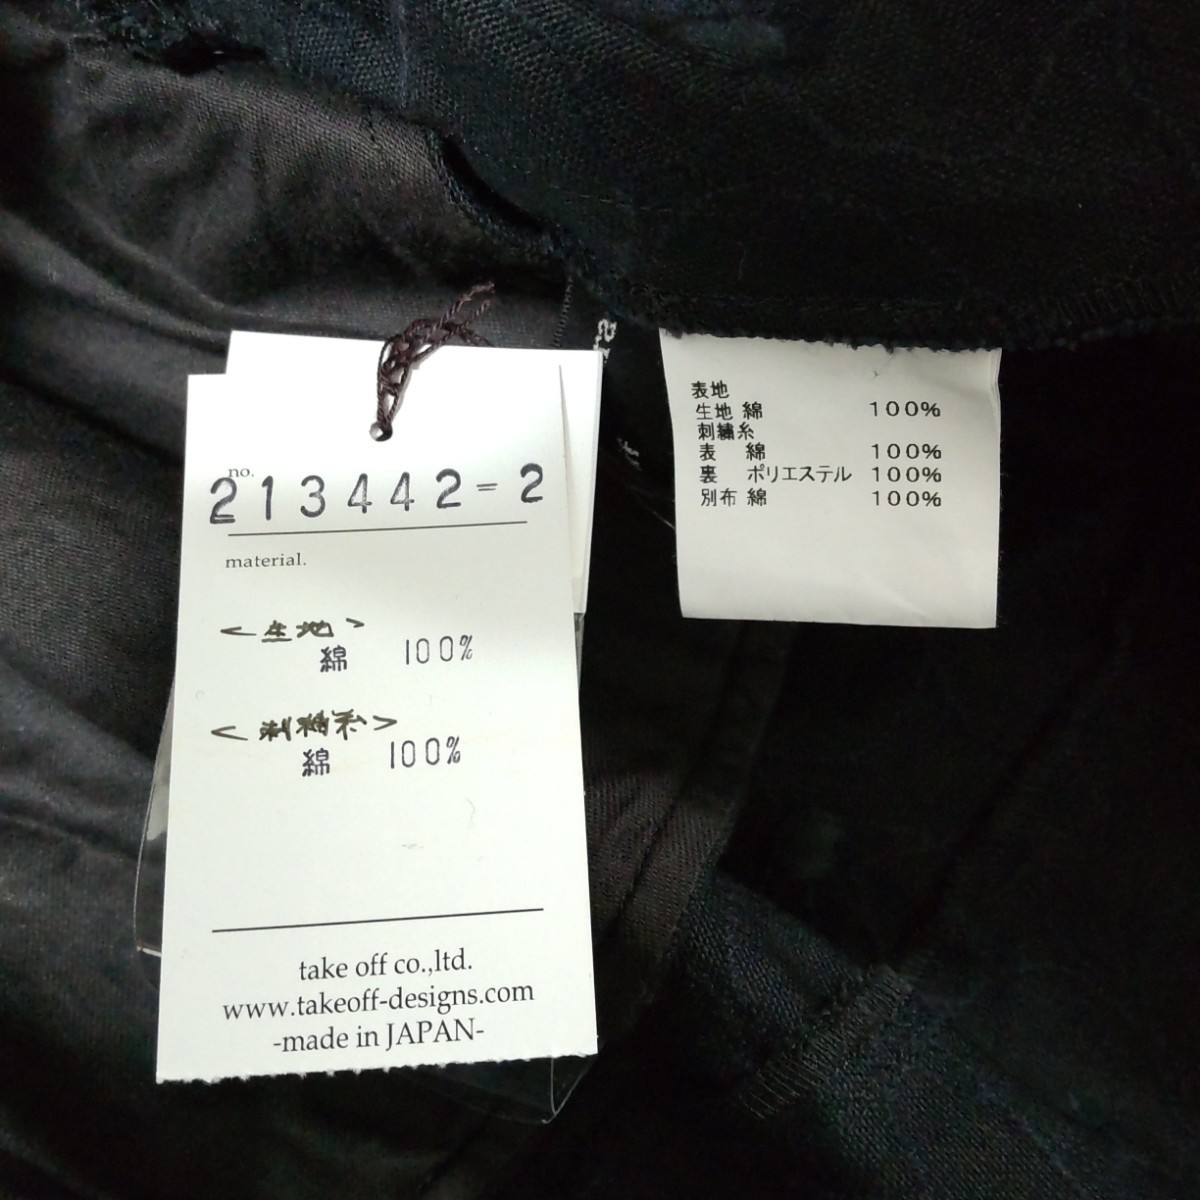 no.
213442=2
material.
<生地>
綿 100%
<刺繍糸>
綿 100%
take off co.,ltd.
www.takeoff-designs.com
-made in JAPAN-
表地
生地 綿 100%
刺繍糸
表 綿 100%
裏 ポリエステル 100%
別布 綿 100%